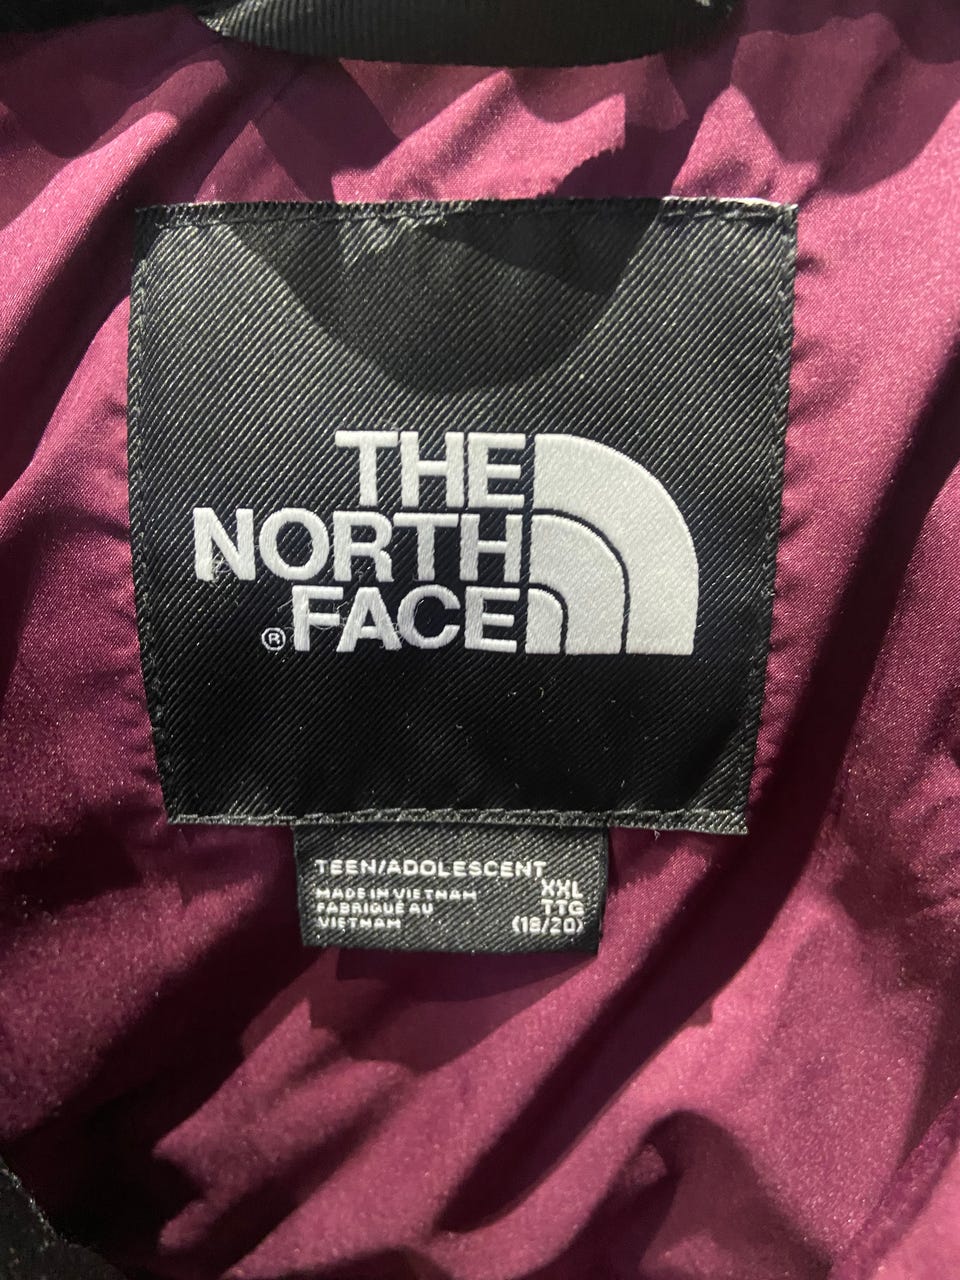 THE
NORTH
® FACE
TEEN/ADOLESCENT
MADE IN VIETNAM XXL
FABRIQUÉ AU TTG
VIETNAM (18/20)